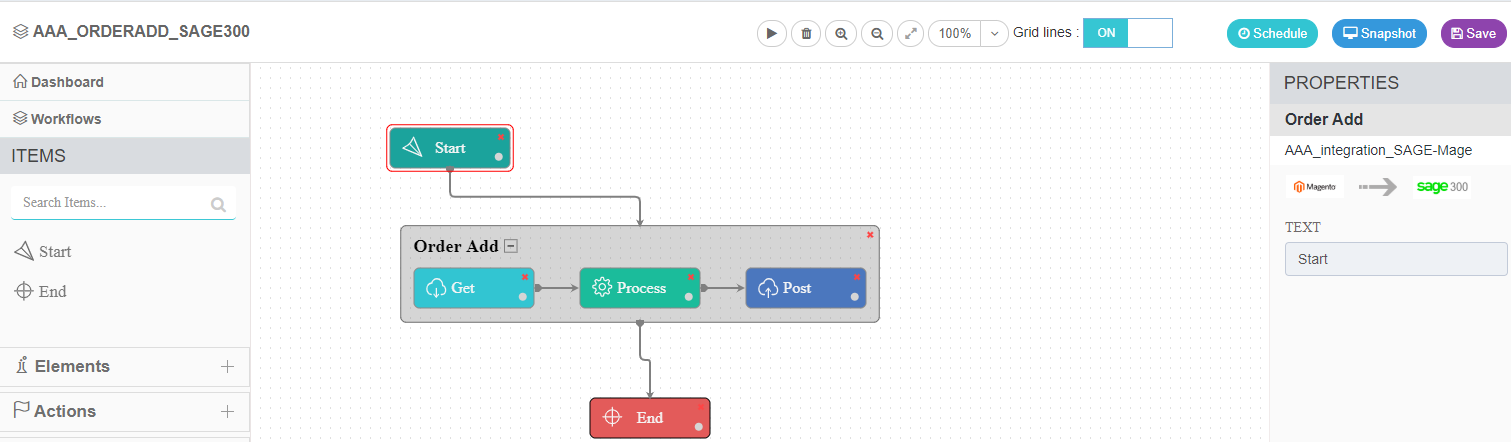 AAA_ORDERADD_SAGE300
100%
Grid lines :
ON
Schedule
Snapshot
Save
Dashboard
Workflows
ITEMS
Search Items...
Start
End
Elements
Actions
Start
Order Add
Get
Process
Post
End
PROPERTIES
Order Add
AAA_integration_SAGE-Mage
Magento
sage 300
TEXT
Start